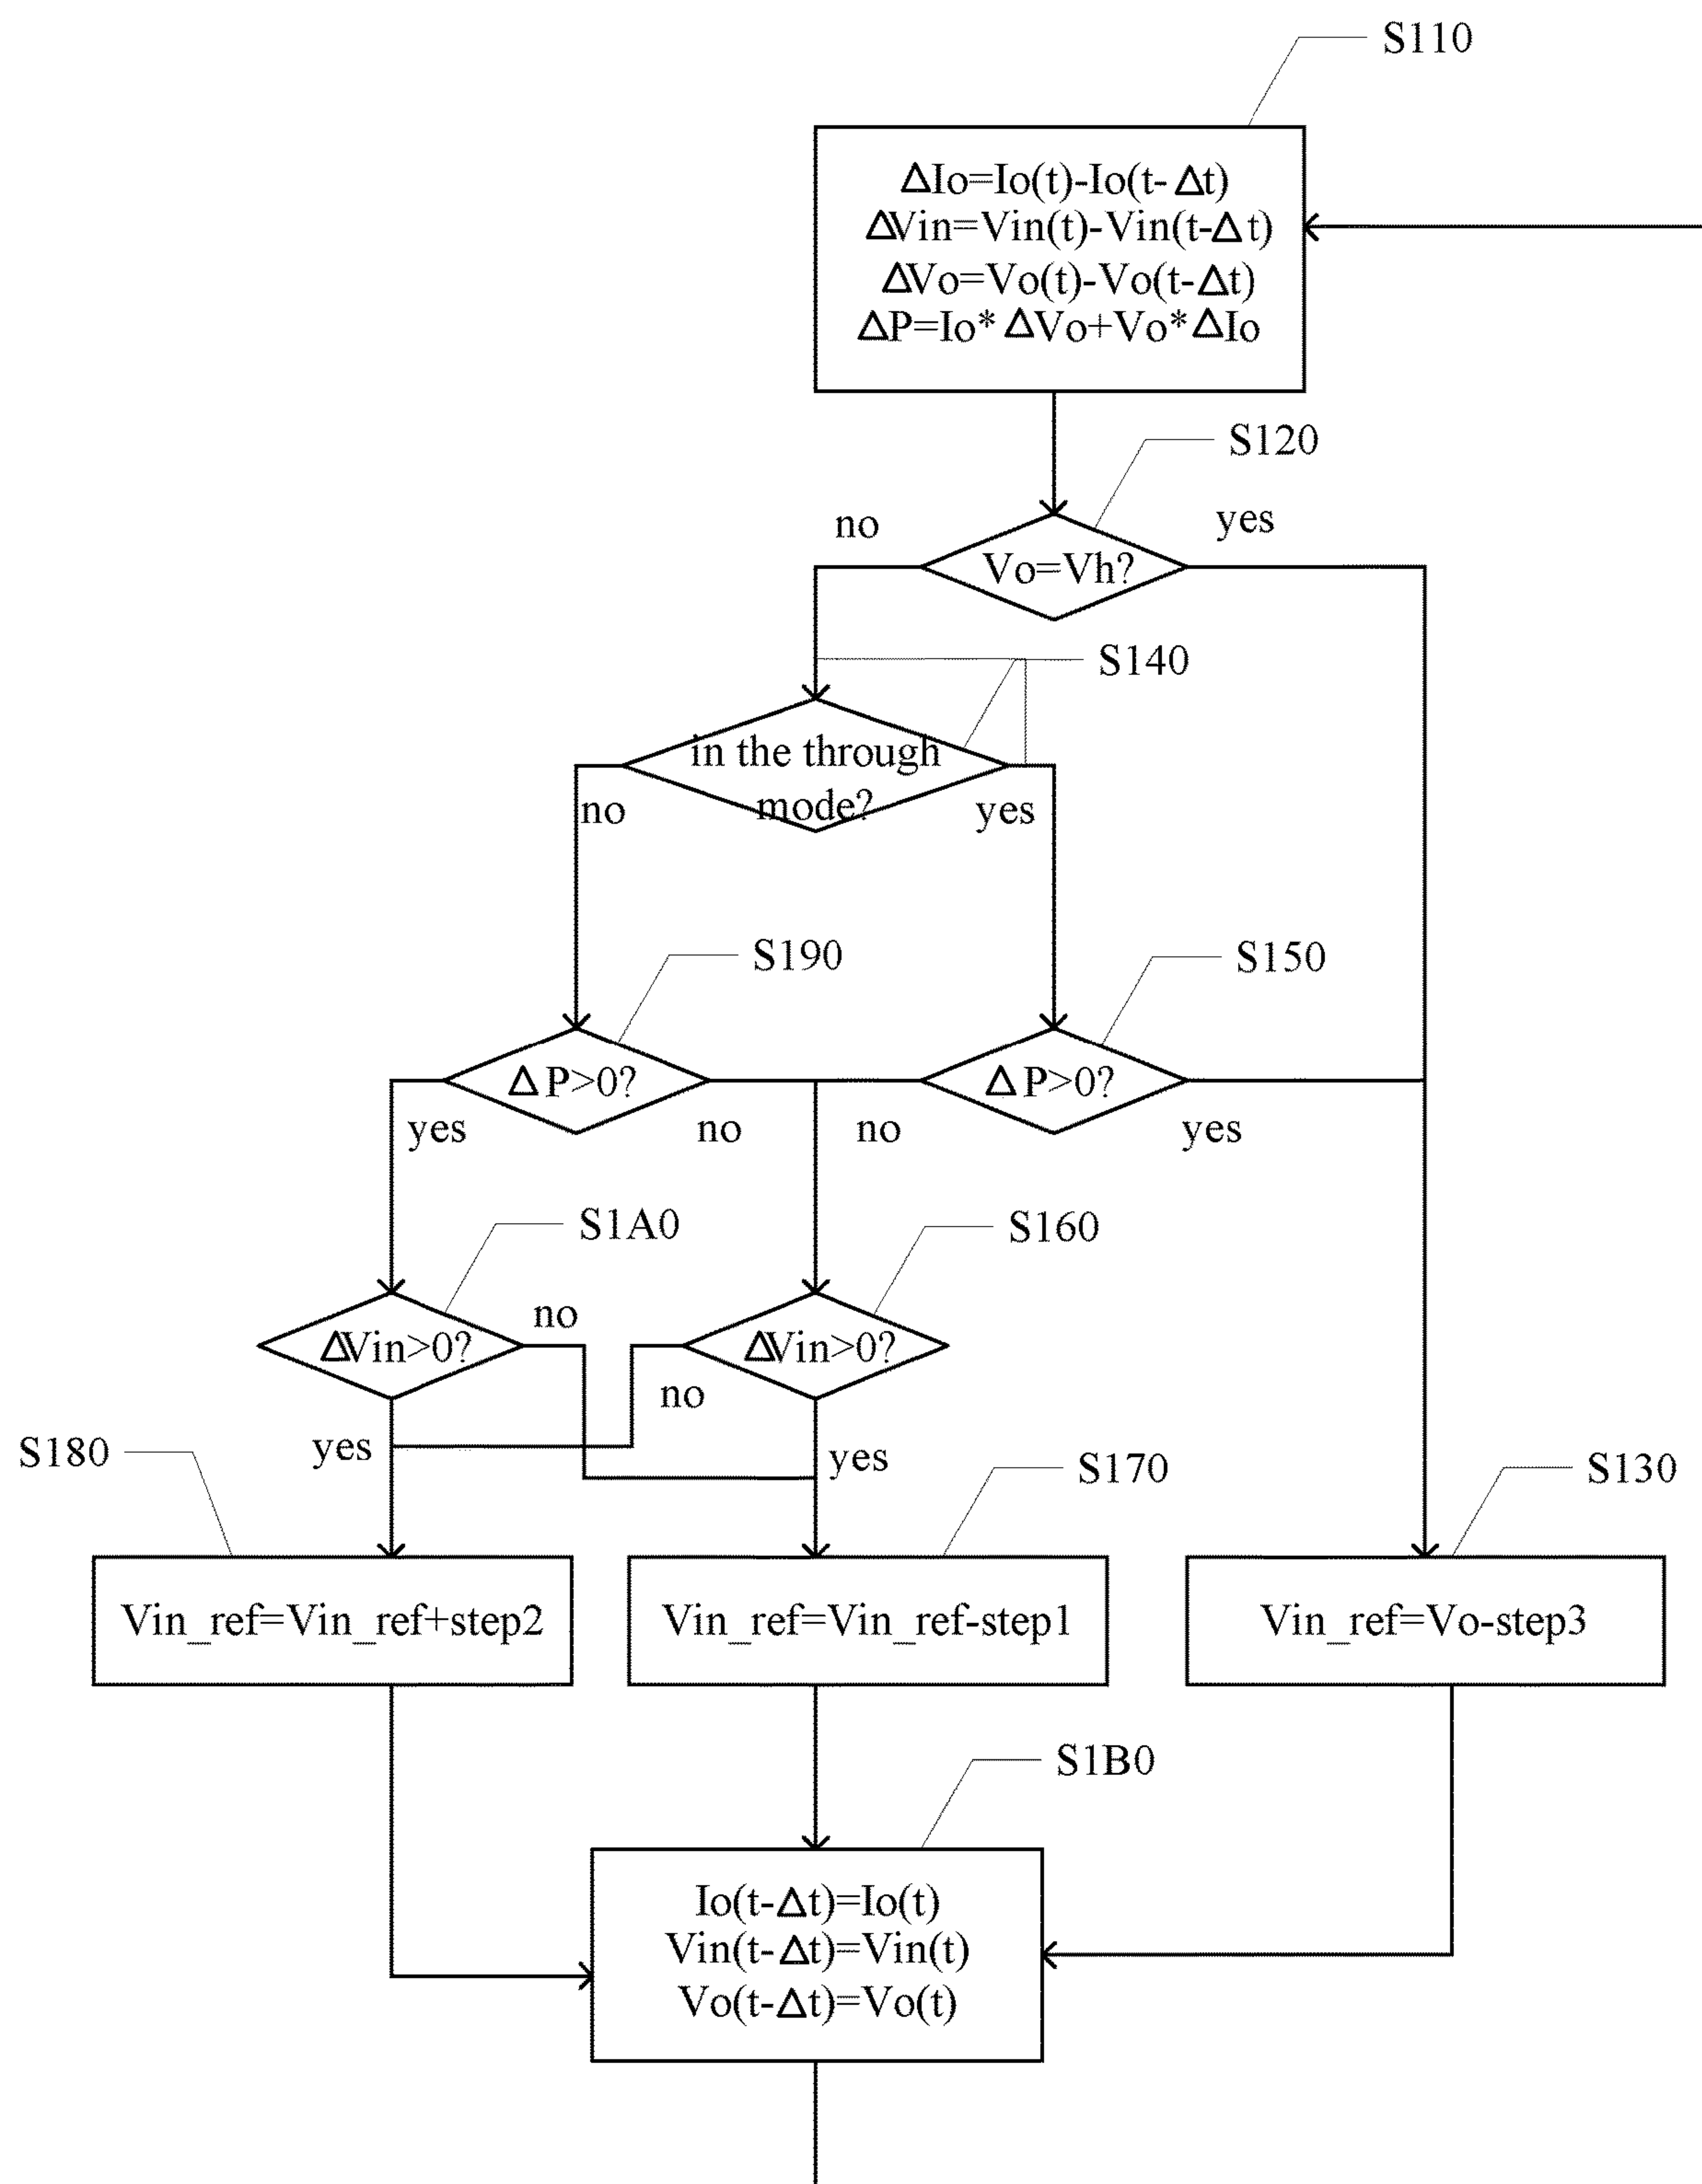 S110
ΔIo=Io(t)-Io(t-Δt)
ΔVin=Vin(t)-Vin(t-Δt)
ΔVo=Vo(t)-Vo(t-Δt)
ΔP=Io*ΔVo+Vo*ΔIo
S120
no
yes
Vo=Vh?
S140
in the through
mode?
no
yes
S190
S150
ΔP>0?
ΔP>0?
yes
no
no
yes
S1A0
S160
no
ΔVin>0?
ΔVin>0?
no
S180
yes
yes
S170
S130
Vin_ref=Vin_ref+step2
Vin_ref=Vin_ref-step1
Vin_ref=Vo-step3
S1B0
Io(t-Δt)=Io(t)
Vin(t-Δt)=Vin(t)
Vo(t-Δt)=Vo(t)